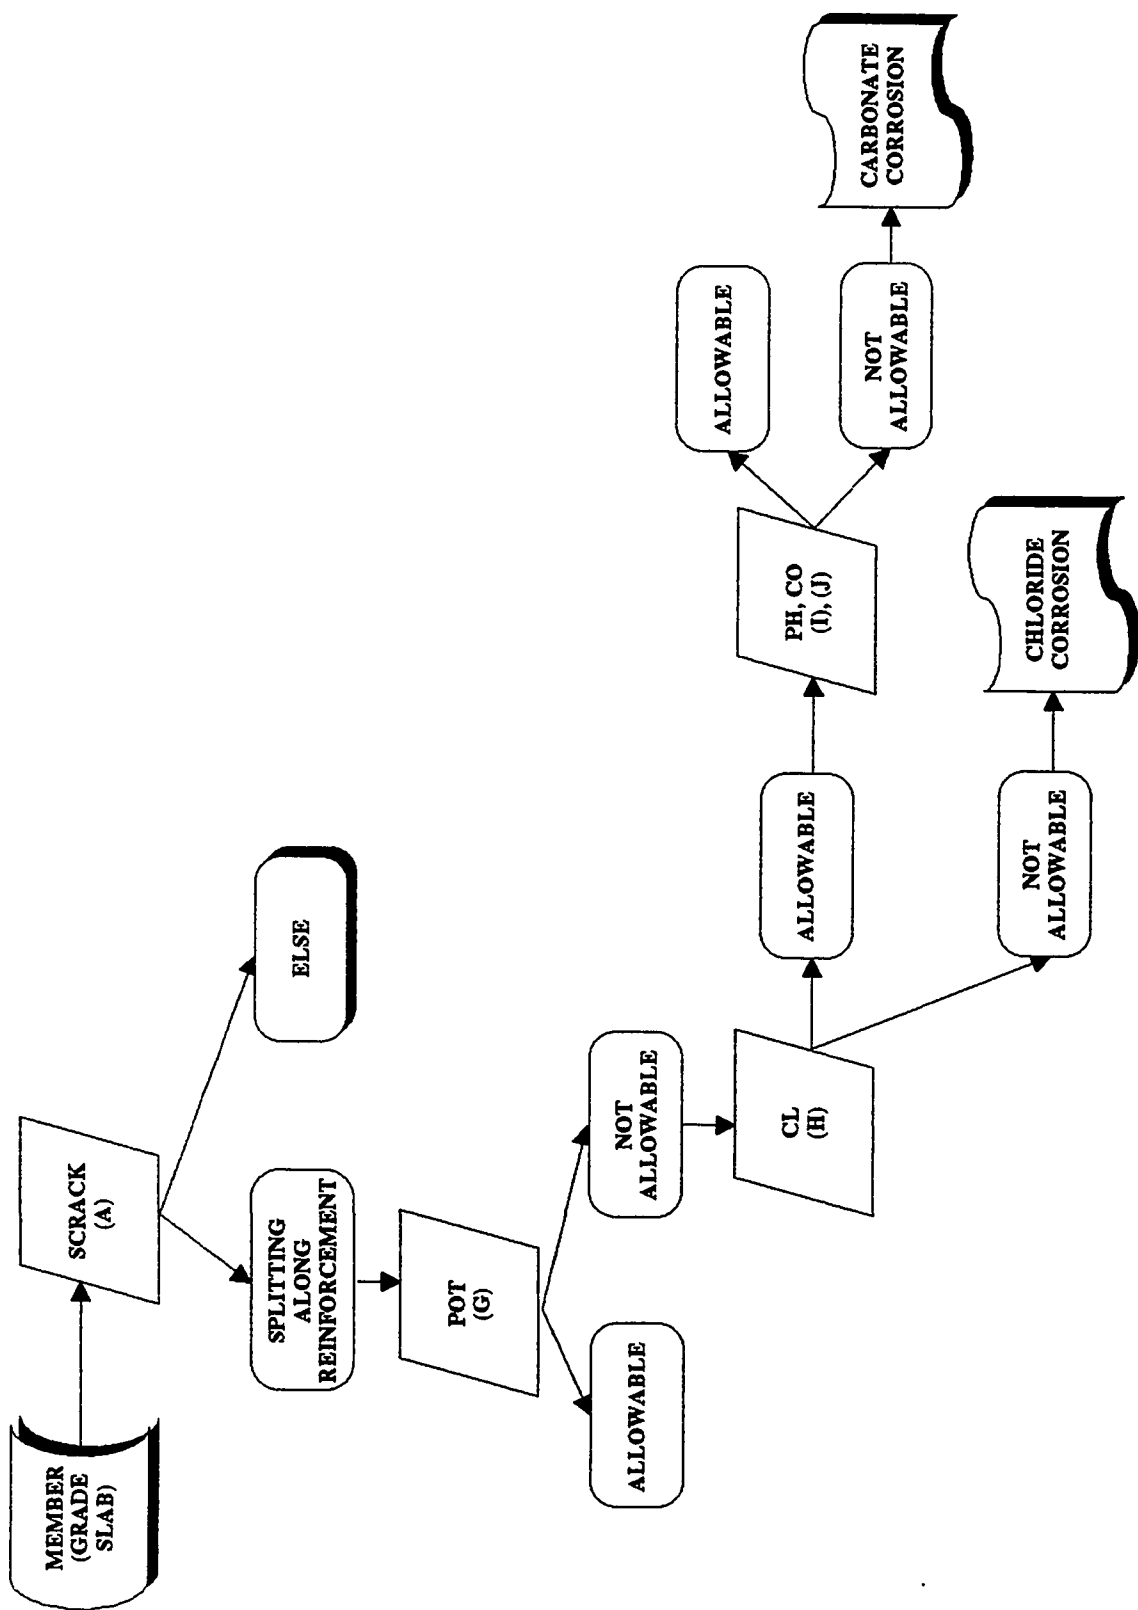 MEMBER
(GRADE
SLAB)
SCRACK
(A)
SPLITTING
ALONG
REINFORCEMENT
ELSE
POT
(G)
ALLOWABLE
NOT
ALLOWABLE
CL
(H)
ALLOWABLE
NOT
ALLOWABLE
PH, CO
(I), (J)
CHLORIDE
CORROSION
ALLOWABLE
NOT
ALLOWABLE
CARBONATE
CORROSION